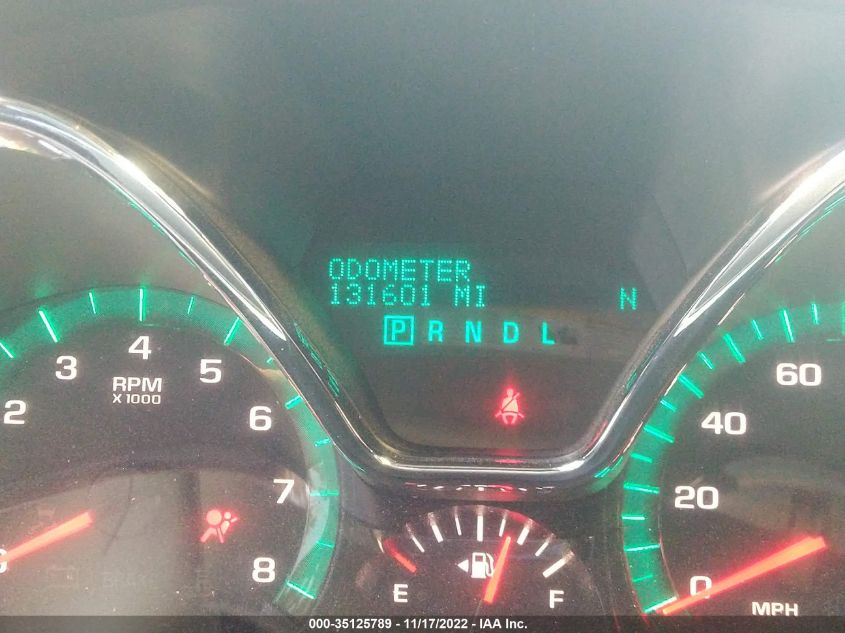 ODOMETER
131601 MI N
P R N D L
2 3 4 5 6 7 8
RPM
X 1000
0 20 40 60
MPH
E F
000-35125789 - 11/17/2022 - IAA Inc.